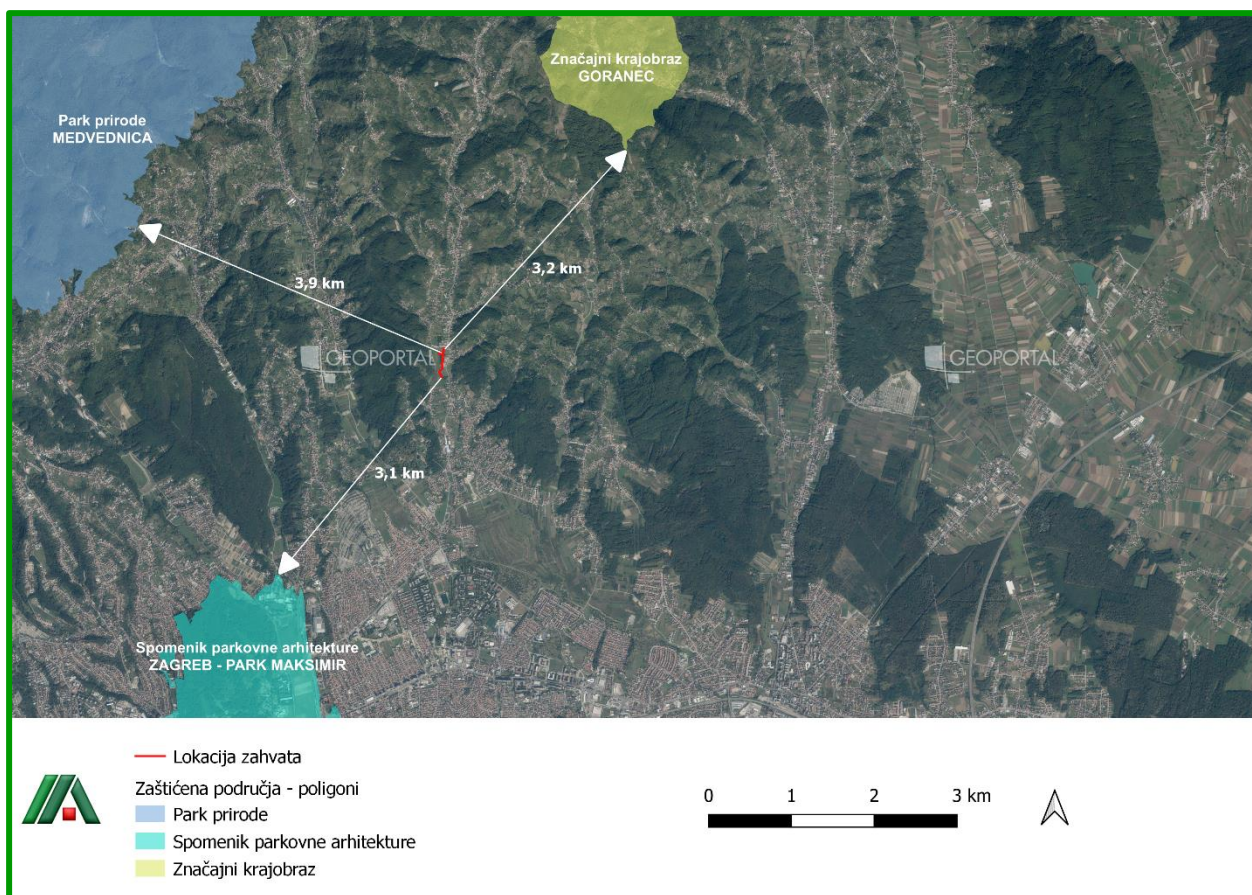 Značajni krajobraz
GORANEC
Park prirode
MEDVEDNICA
3,9 km
3,2 km
GEOPORTAL
GEOPORTAL
3,1 km
Spomenik parkovne arhitekture
ZAGREB - PARK MAKSIMIR
Lokacija zahvata
Zaštićena područja - poligoni
Park prirode
Spomenik parkovne arhitekture
Značajni krajobraz
0 1 2 3 km